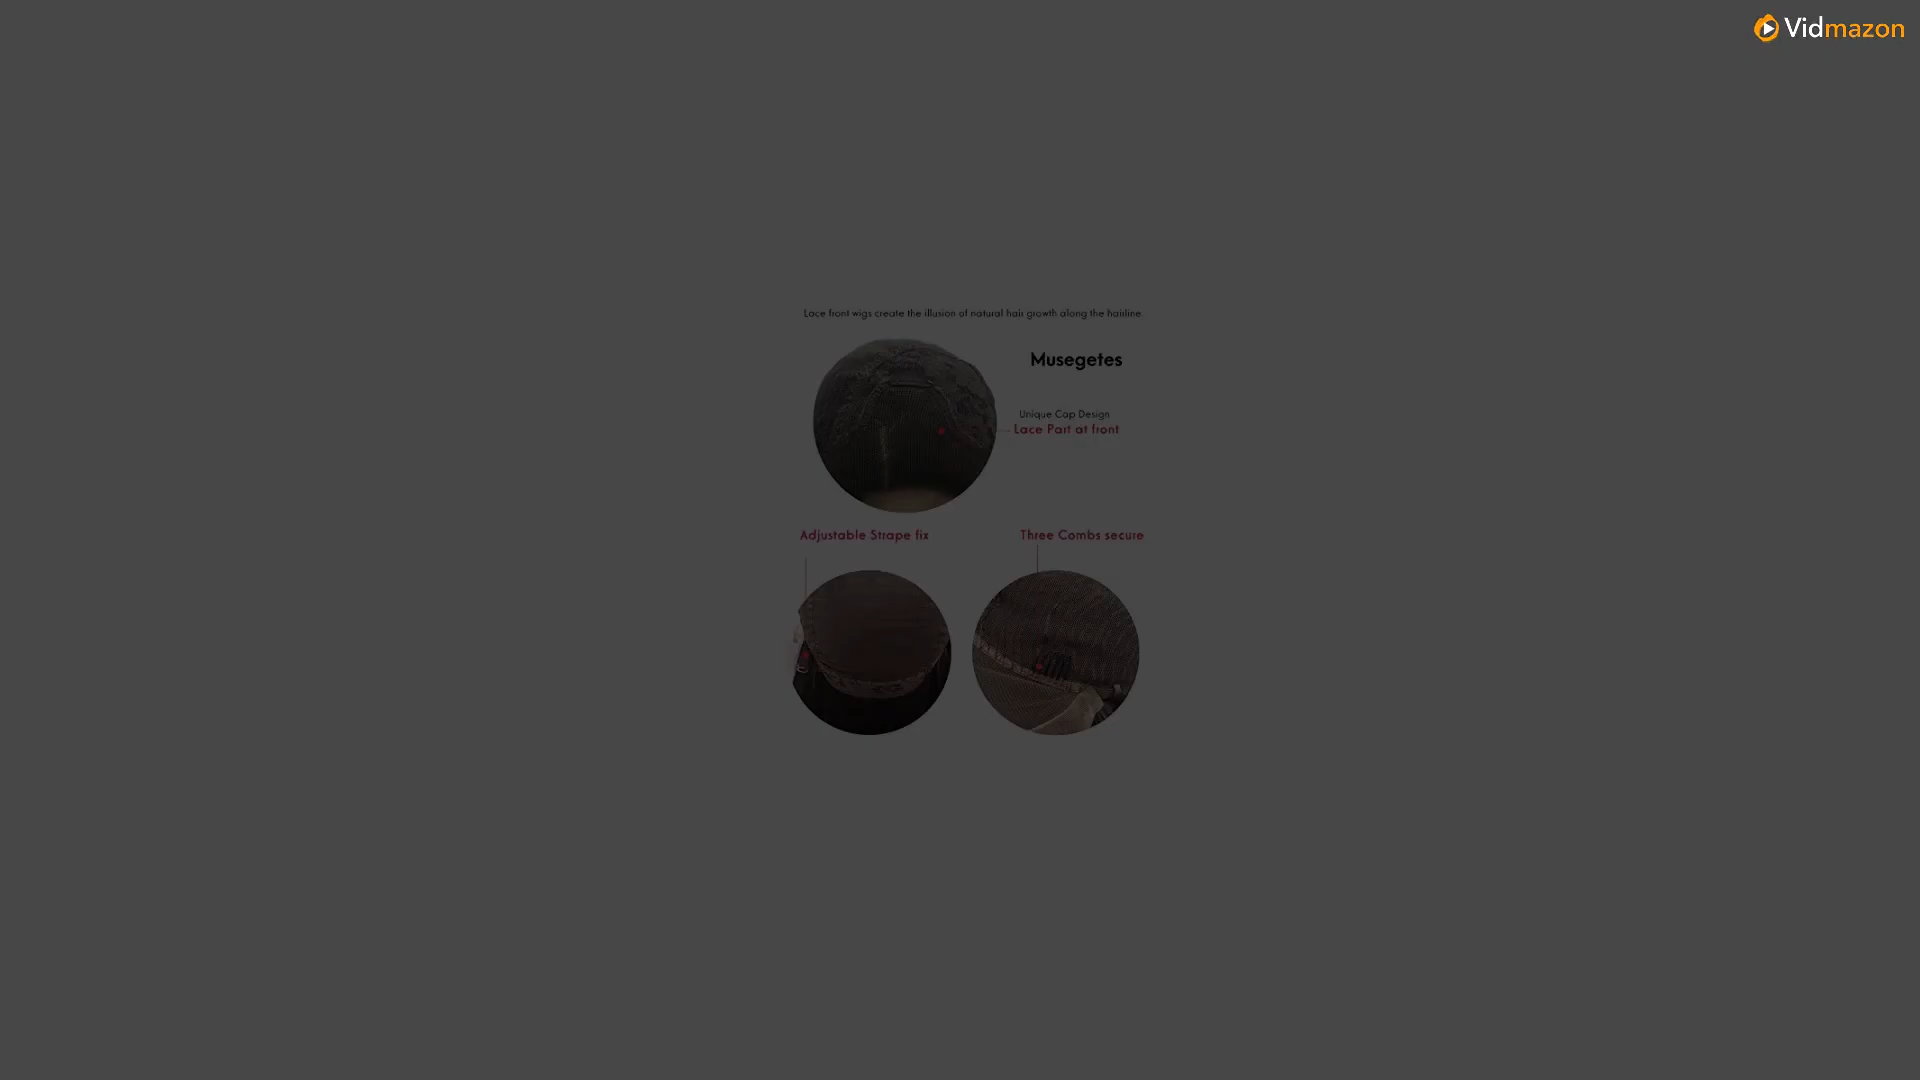 Vidmazon
Lace front wigs create the illusion of natural hair growth along the hairline
Musegetes
Unique Cap Design
Lace Part at front
Adjustable Strape fix
Three Combs secure